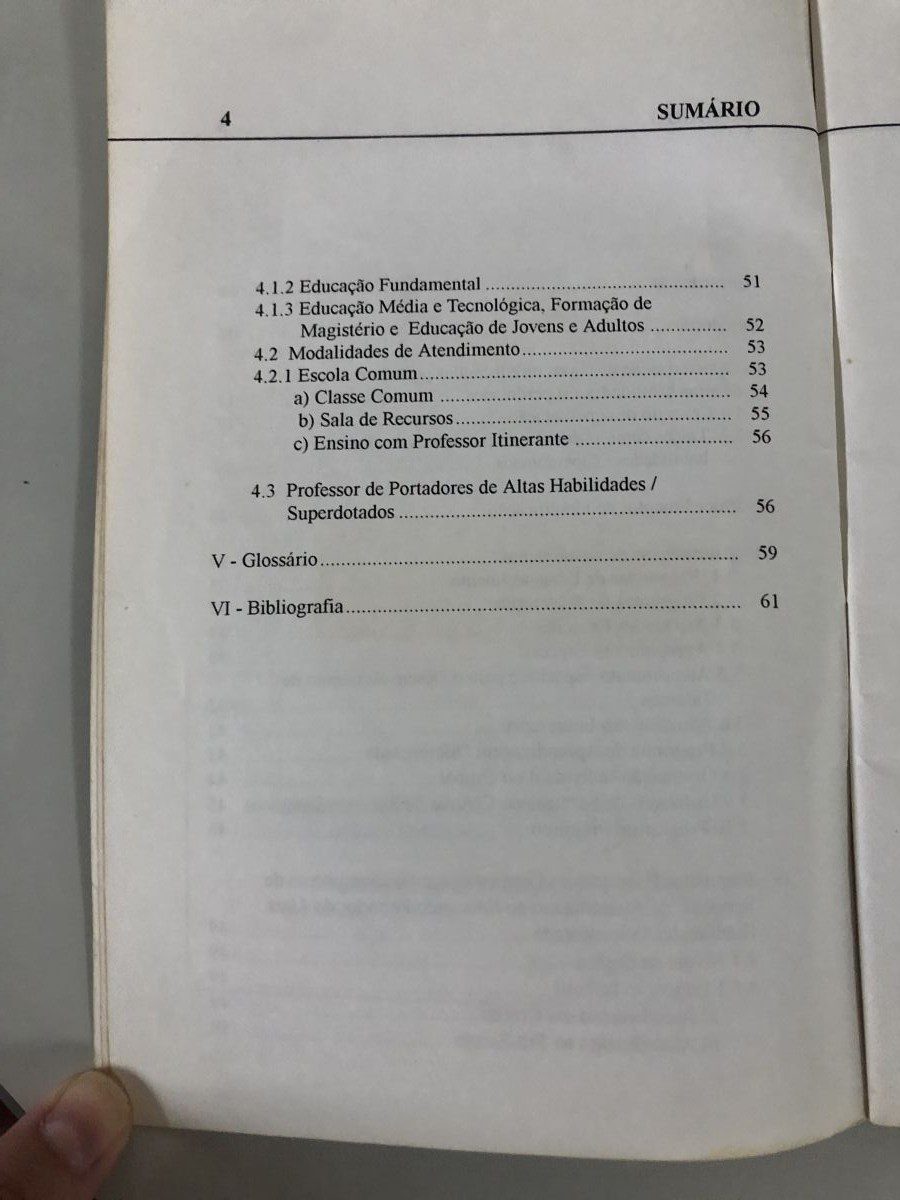 4 SUMÁRIO
4.1.2 Educação Fundamental .............................................. 51
4.1.3 Educação Média e Tecnológica, Formação de
Magistério e Educação de Jovens e Adultos ............... 52
4.2 Modalidades de Atendimento........................................ 53
4.2.1 Escola Comum............................................................ 53
a) Classe Comum ........................................................ 54
b) Sala de Recursos..................................................... 55
c) Ensino com Professor Itinerante .............................. 56
4.3 Professor de Portadores de Altas Habilidades /
Superdotados ................................................................. 56
V - Glossário................................................................................ 59
VI - Bibliografia............................................................................ 61